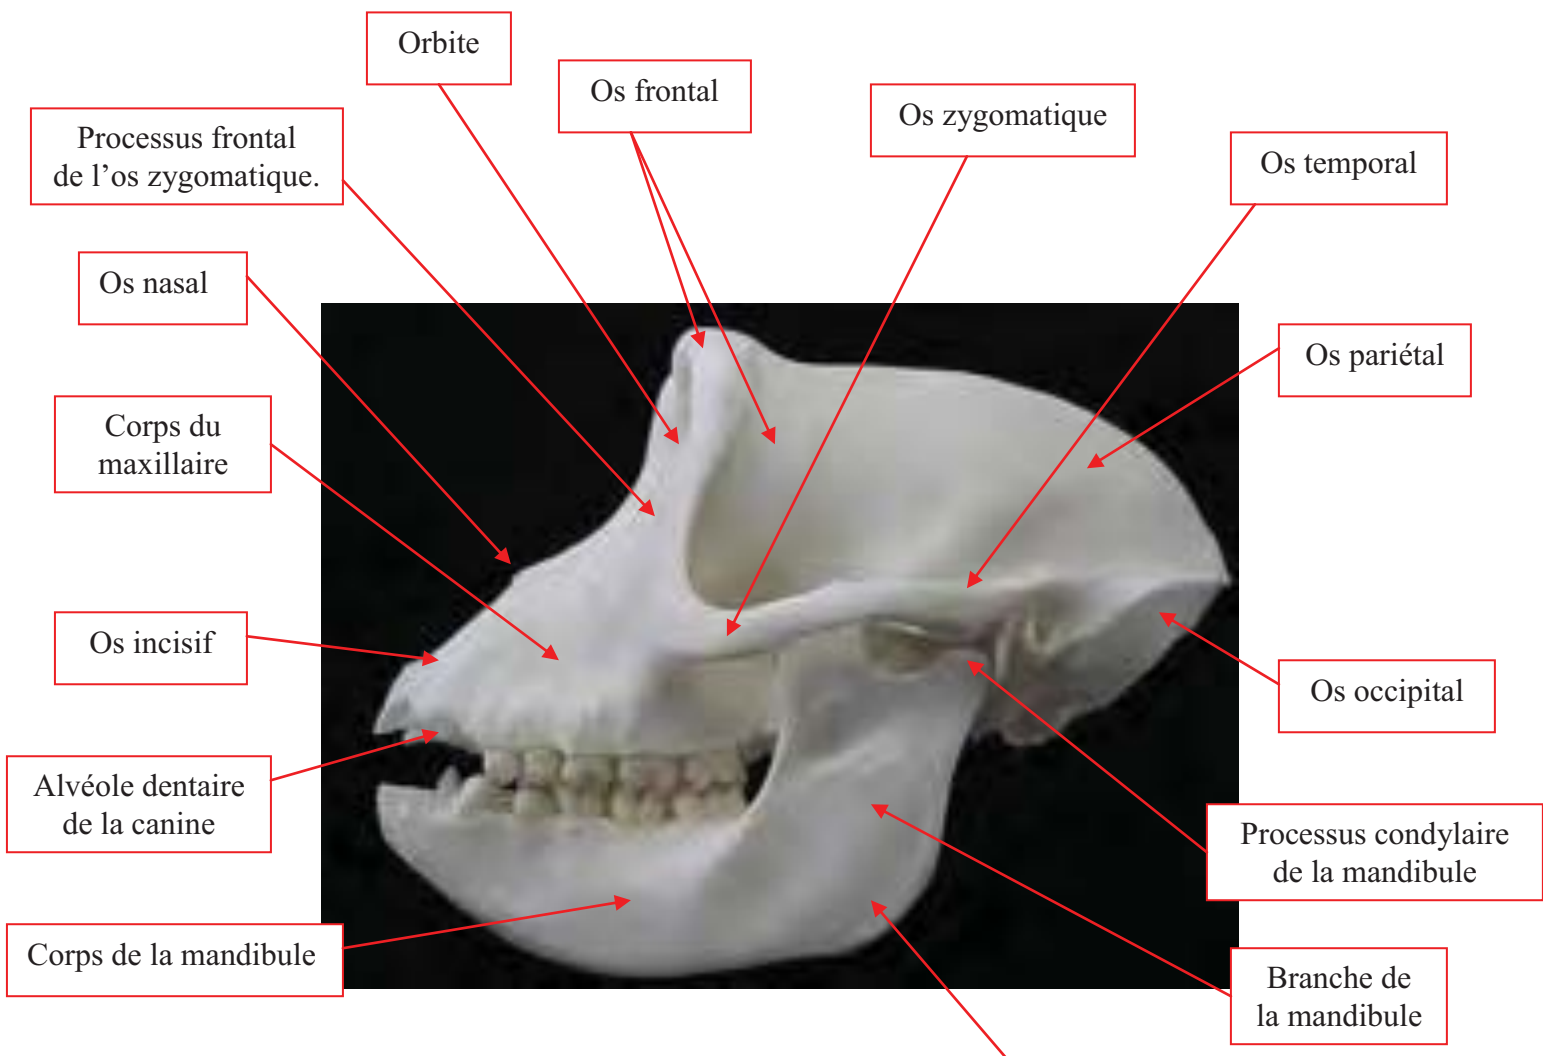 Orbite
Os frontal
Os zygomatique
Processus frontal
de l’os zygomatique.
Os temporal
Os nasal
Os pariétal
Corps du
maxillaire
Os incisif
Os occipital
Alvéole dentaire
de la canine
Processus condylaire
de la mandibule
Corps de la mandibule
Branche de
la mandibule